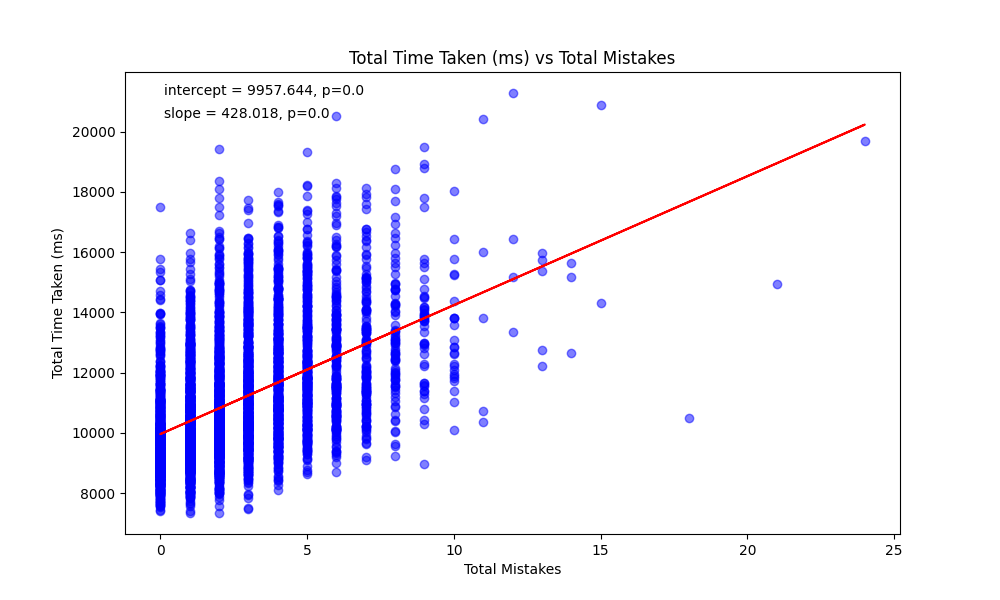 Total Time Taken (ms) vs Total Mistakes
intercept = 9957.644, p=0.0
slope = 428.018, p=0.0
20000
18000
16000
14000
12000
10000
8000
Total Time Taken (ms)
0 5 10 15 20 25
Total Mistakes